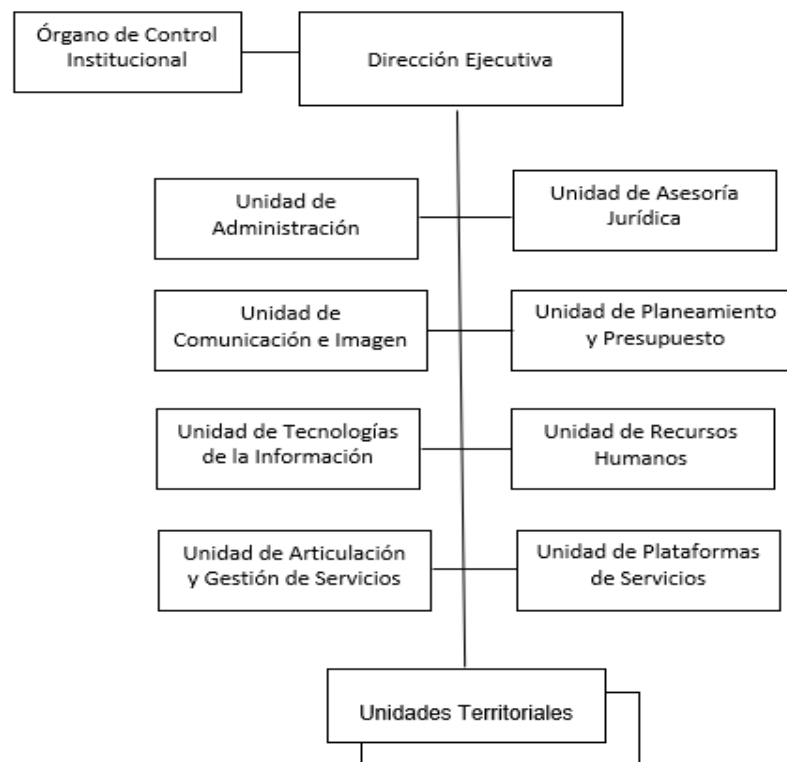 Órgano de Control
Institucional
Dirección Ejecutiva
Unidad de
Administración
Unidad de Asesoría
Jurídica
Unidad de
Comunicación e Imagen
Unidad de Planeamiento
y Presupuesto
Unidad de Tecnologías
de la Información
Unidad de Recursos
Humanos
Unidad de Articulación
y Gestión de Servicios
Unidad de Plataformas
de Servicios
Unidades Territoriales